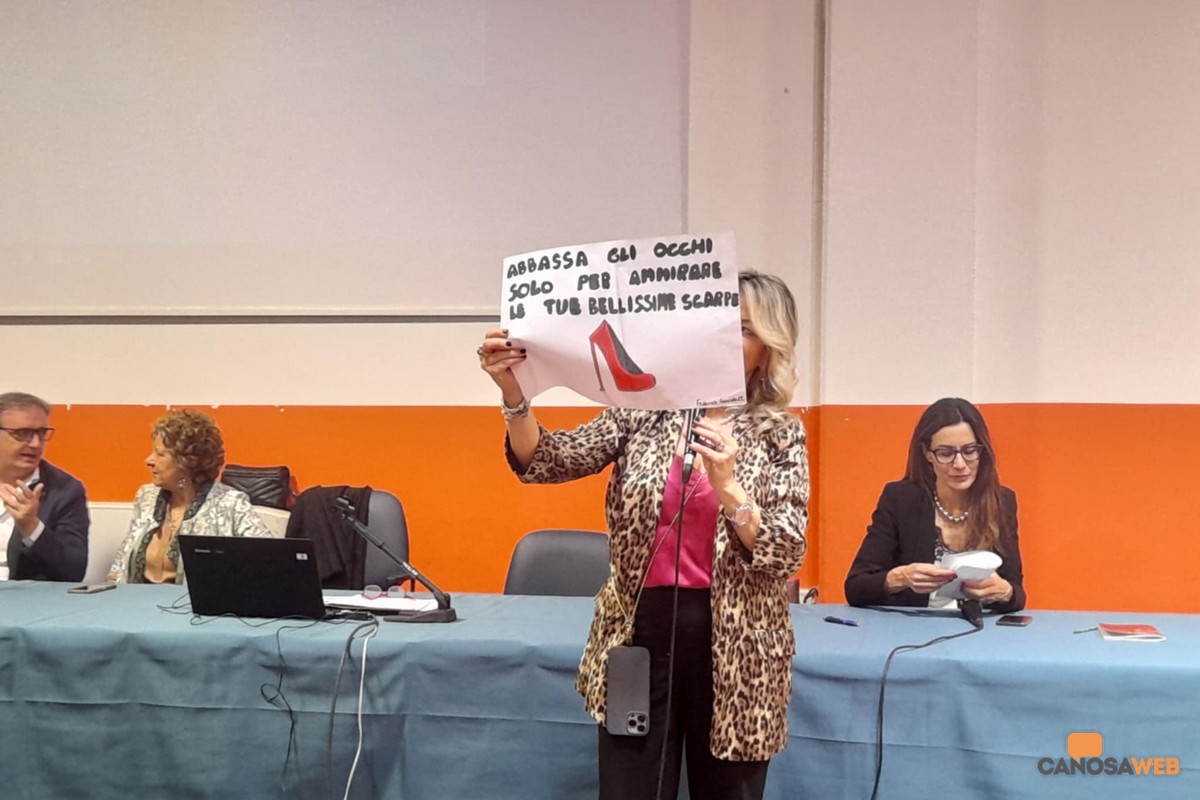 ABBASSA GLI OCCHI
SOLO PER AMMIRARE
LE TUE BELLISSIME SCARPE
CANOSAWEB